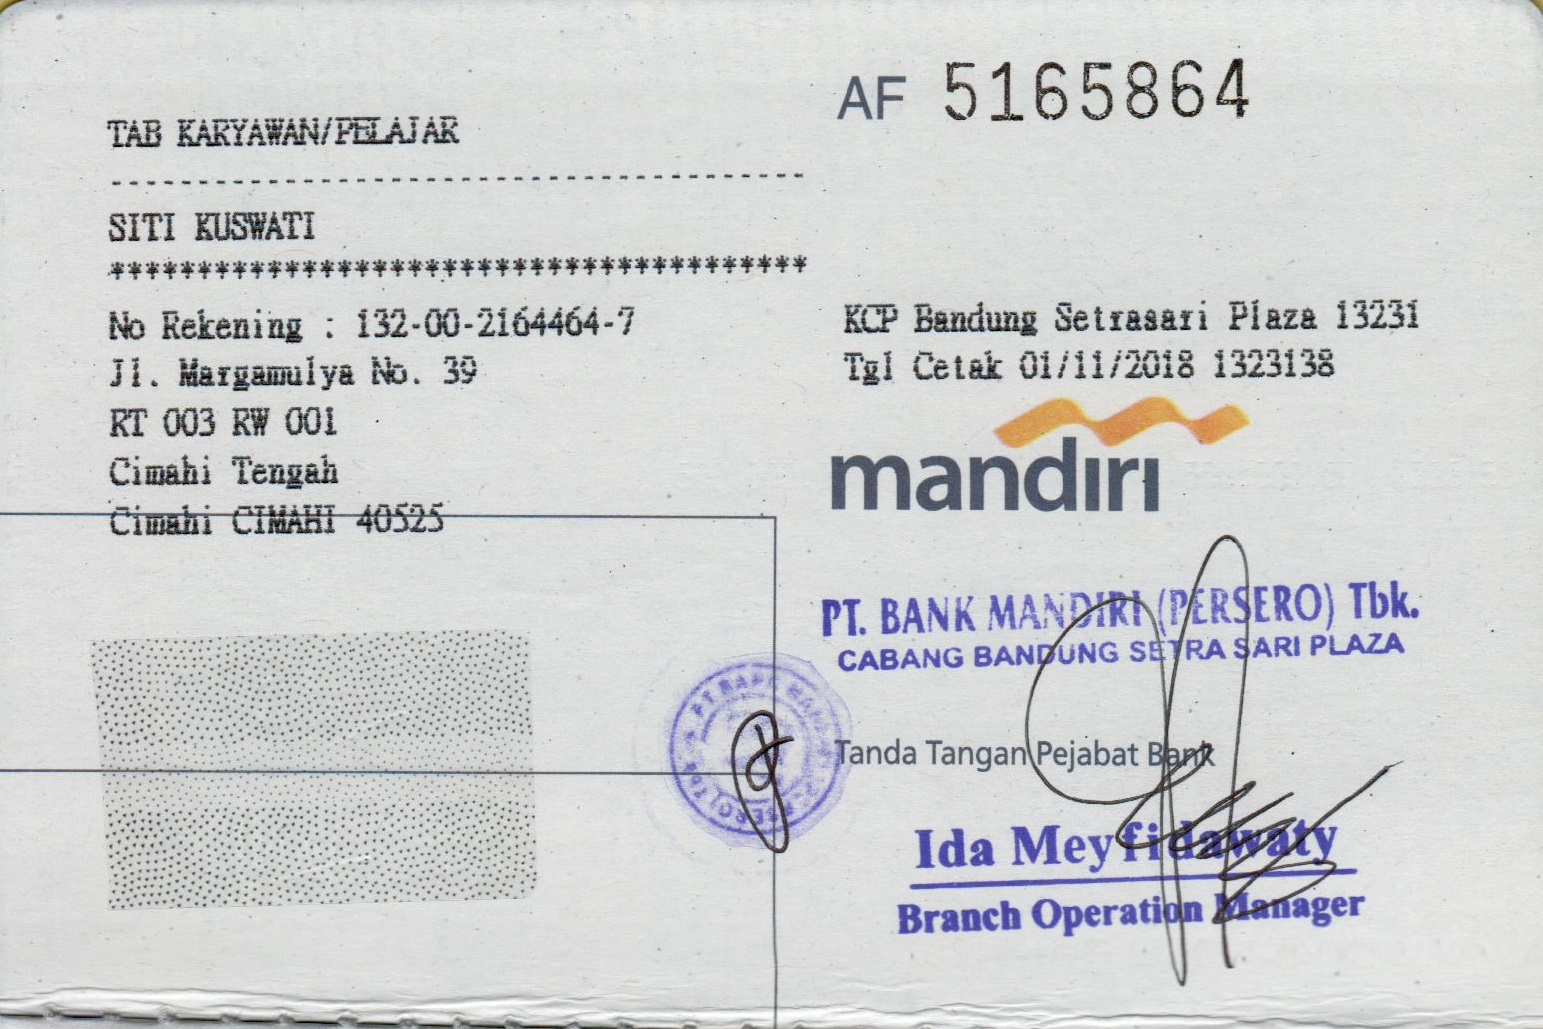 AF 5165864
TAB KARYAWAN/PELAJAR
----------------------------------------
SITI KUSWATI
****************************************
No Rekening : 132-00-2164464-7
Jl. Margamulya No. 39
RT 003 RW 001
Cimahi Tengah
Cimahi CIMAHI 40525
KCP Bandung Setrasari Plaza 13231
Tgl Cetak 01/11/2018 1323138
mandiri
PT. BANK MANDIRI (PERSERO) Tbk.
CABANG BANDUNG SETRA SARI PLAZA
Tanda Tangan Pejabat Bank
Ida Meyfidawaty
Branch Operation Manager